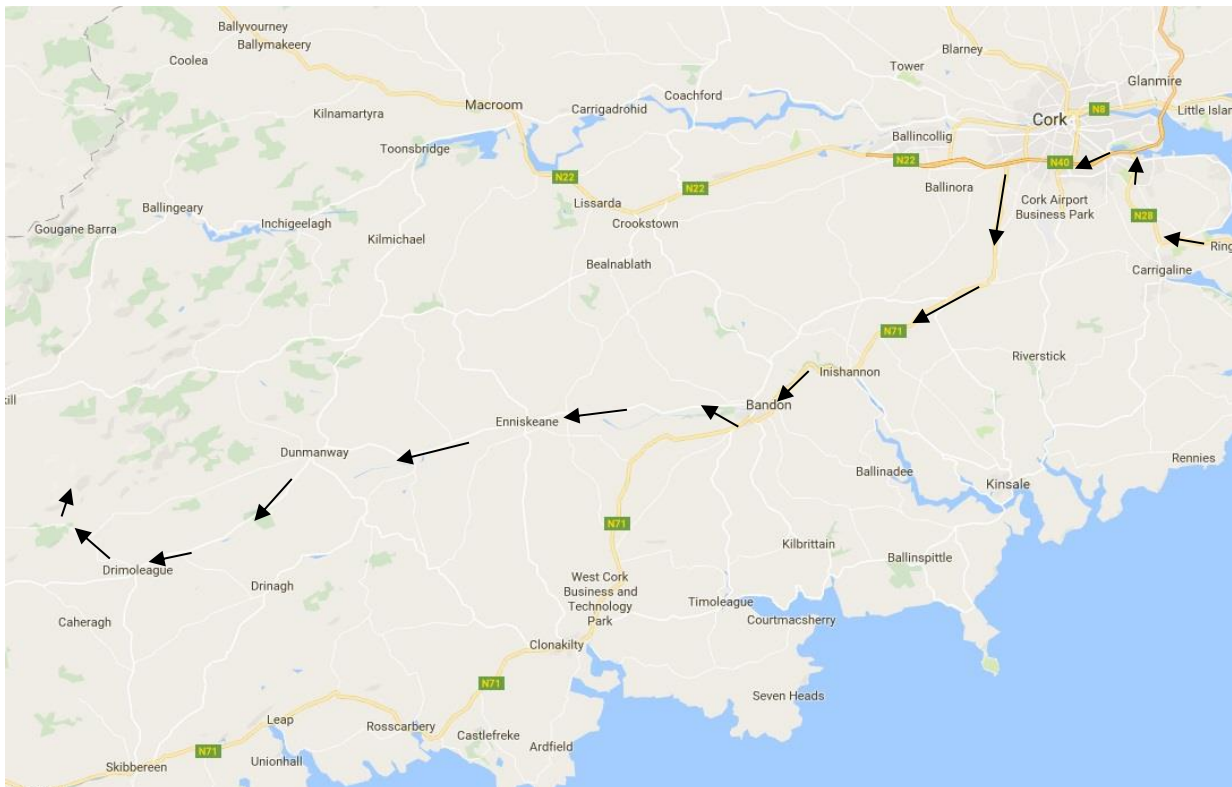 Ballyvourney
Ballymakeery
Coolea
Blarney
Tower
Glanmire
Macroom
Carrigadrohid
Coachford
Kilnamartyra
N8
Little Islan
Cork
Ballincollig
Toonsbridge
N22
N40
N22
N22
Ballinora
Lissarda
Cork Airport
Business Park
Ballingeary
Inchigeelagh
Crookstown
N28
Gougane Barra
Kilmichael
Ring
Bealnablath
Carrigaline
N71
Riverstick
Inishannon
kill
Bandon
Enniskeane
Dunmanway
Rennies
Ballinadee
Kinsale
N71
Kilbrittain
Ballinspittle
Drimoleague
Drinagh
West Cork
Business and
Technology
Park
Timoleague
Courtmacsherry
Caheragh
Clonakilty
N71
Seven Heads
Leap
Rosscarbery
Castlefreke
Ardfield
N71
Unionhall
Skibbereen